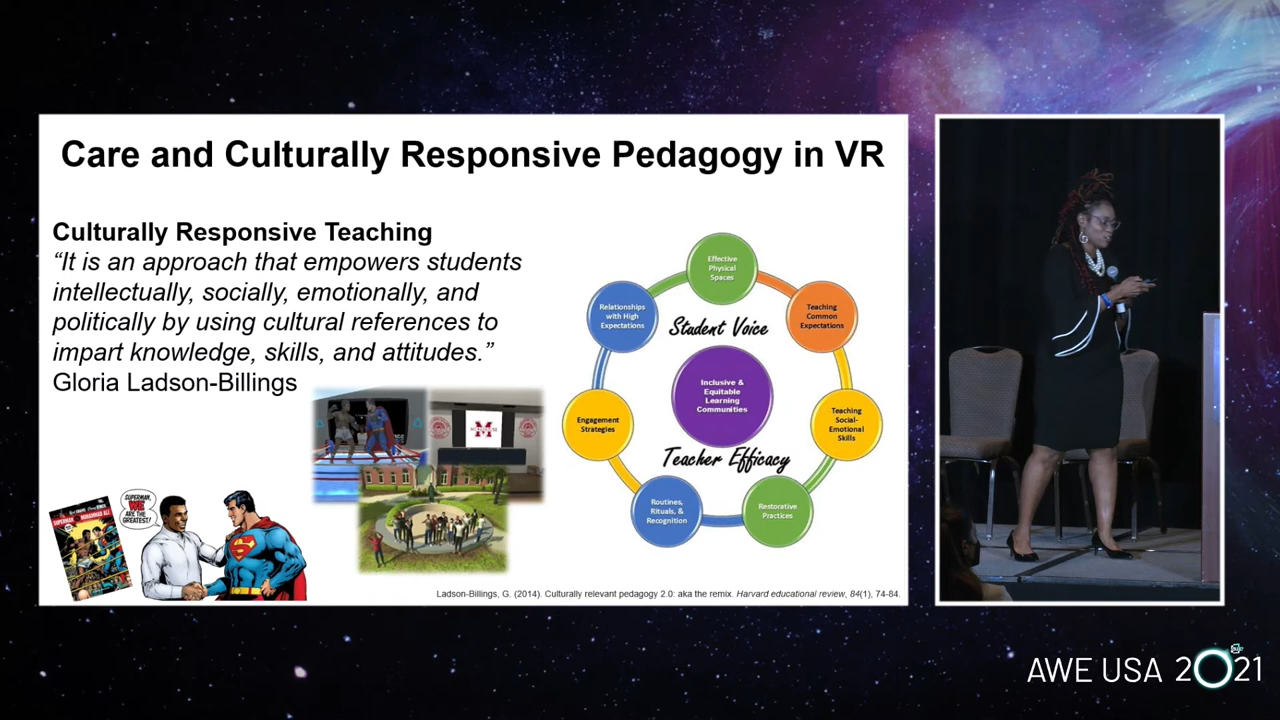 Care and Culturally Responsive Pedagogy in VR
Culturally Responsive Teaching
“It is an approach that empowers students
intellectually, socially, emotionally, and
politically by using cultural references to
impart knowledge, skills, and attitudes.”
Gloria Ladson-Billings
Effective
Physical
Spaces
Relationships
with High
Expectations
Teaching
Common
Expectations
Student Voice
Inclusive &
Equitable
Learning
Communities
Engagement
Strategies
Teaching
Social-
Emotional
Skills
Teacher Efficacy
Routines,
Rituals, &
Recognition
Restorative
Practices
M
SUPERMAN,
WE
ARE THE
GREATEST!
Ladson-Billings, G. (2014). Culturally relevant pedagogy 2.0: aka the remix. Harvard educational review, 84(1), 74-84.
AWE USA 2021